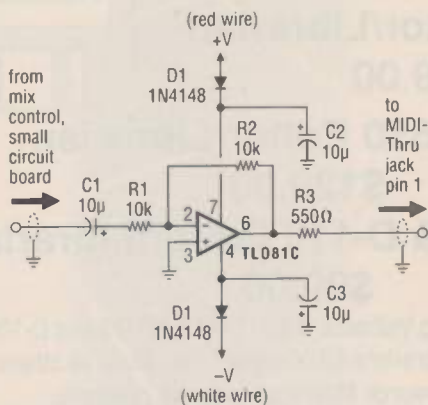 (red wire)
+V
D1
1N4148
from
mix
control,
small
circuit
board
R2
10k
+
C2
10µ
to
MIDI-
Thru
jack
pin 1
C1
10µ
+
R1
10k
7
2
-
+
3
6
4
TL081C
R3
550Ω
D1
1N4148
+
C3
10µ
–V
(white wire)